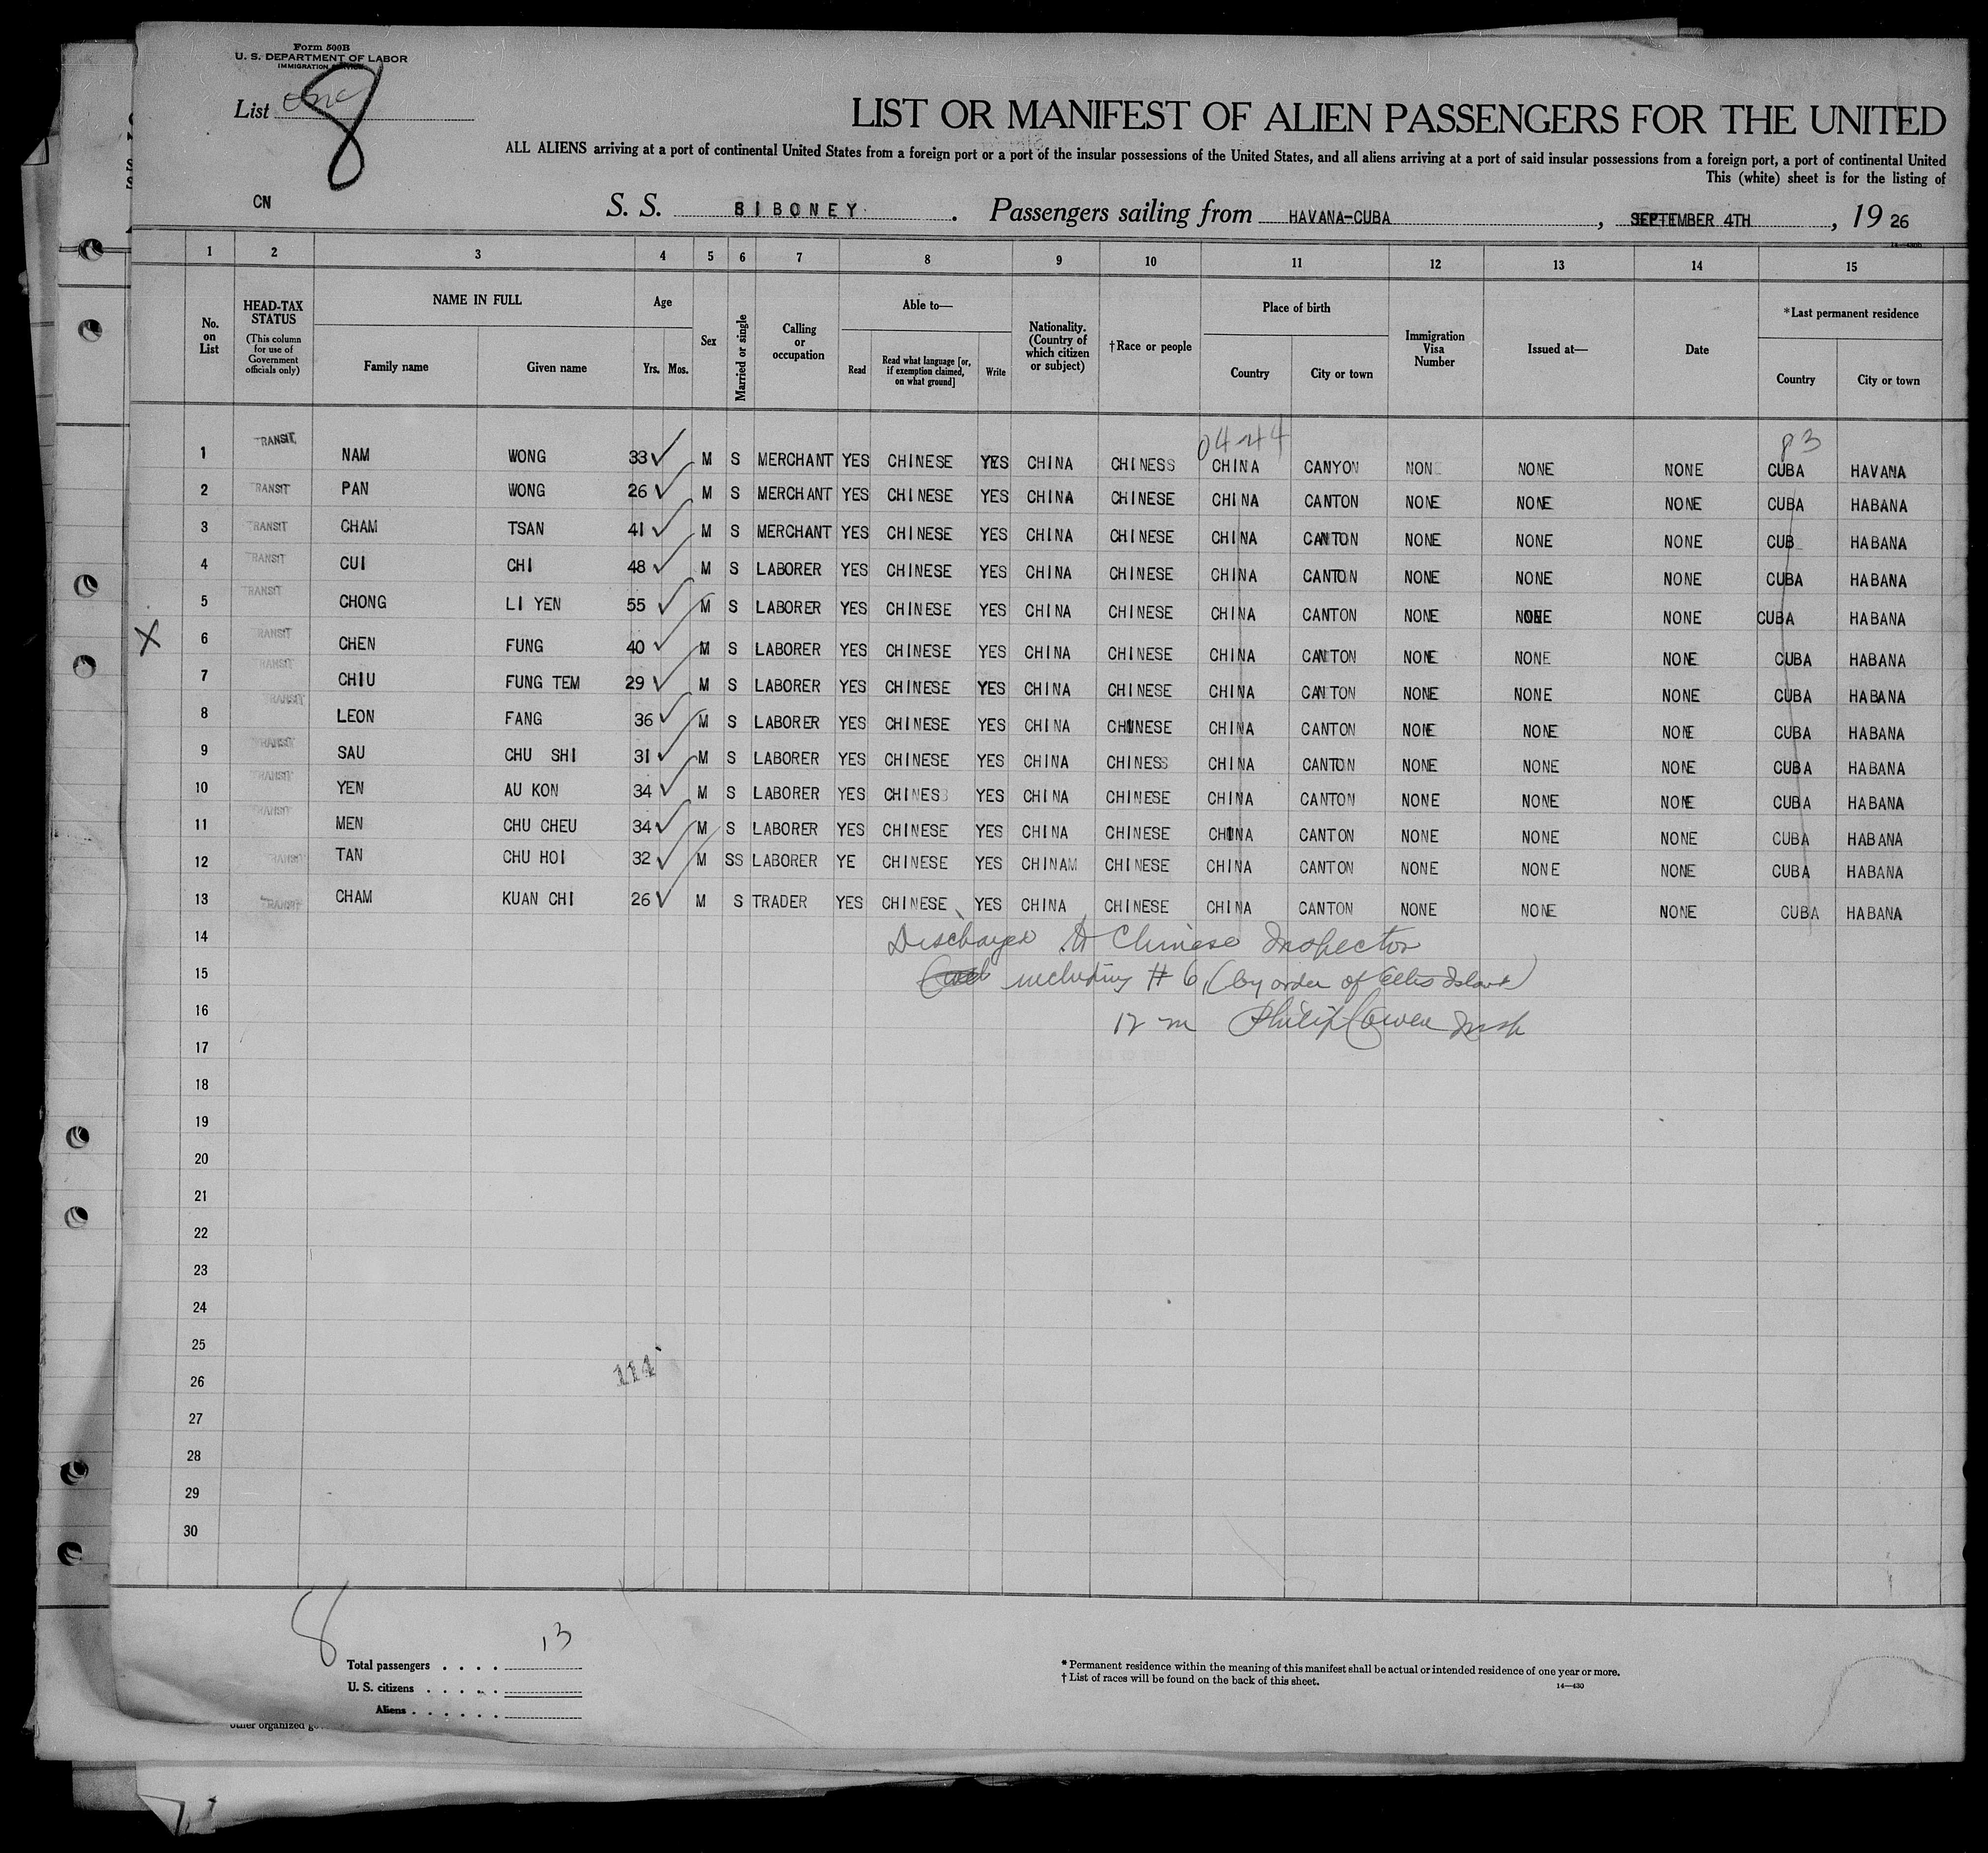 Form 500B
U. S. DEPARTMENT OF LABOR
IMMIGRATION SERVICE
List one
8
LIST OR MANIFEST OF ALIEN PASSENGERS FOR THE UNITED
ALL ALIENS arriving at a port of continental United States from a foreign port or a port of the insular possessions of the United States, and all aliens arriving at a port of said insular possessions from a foreign port, a port of continental United
This (white) sheet is for the listing of
CN S. S. SIBONEY. Passengers sailing from HAVANA-CUBA, SEPTEMBER 4TH, 19 26
1 2 3 4 5 6 7 8 9 10 11 12 13 14 15
No. on List HEAD-TAX STATUS (This column for use of Government officials only) NAME IN FULL Family name Given name Age Yrs. Mos. Sex Married or single Calling or occupation Able to— Read Read what language [or, if exemption claimed, on what ground] Write Nationality. (Country of which citizen or subject) †Race or people Place of birth Country City or town Immigration Visa Number Issued at— Date *Last permanent residence Country City or town
0444 83
1 TRANSIT NAM WONG 33 M S MERCHANT YES CHINESE YES CHINA CHINESS CHINA CANYON NONE NONE NONE CUBA HAVANA
2 TRANSIT PAN WONG 26 M S MERCHANT YES CHINESE YES CHINA CHINESE CHINA CANTON NONE NONE NONE CUBA HABANA
3 TRANSIT CHAM TSAN 41 M S MERCHANT YES CHINESE YES CHINA CHINESE CHINA CANTON NONE NONE NONE CUB HABANA
4 TRANSIT CUI CHI 48 M S LABORER YES CHINESE YES CHINA CHINESE CHINA CANTON NONE NONE NONE CUBA HABANA
5 TRANSIT CHONG LI YEN 55 M S LABORER YES CHINESE YES CHINA CHINESE CHINA CANTON NONE NONE NONE CUBA HABANA
X 6 TRANSIT CHEN FUNG 40 M S LABORER YES CHINESE YES CHINA CHINESE CHINA CANTON NONE NONE NONE CUBA HABANA
7 TRANSIT CHIU FUNG TEM 29 M S LABORER YES CHINESE YES CHINA CHINESE CHINA CANTON NONE NONE NONE CUBA HABANA
8 TRANSIT LEON FANG 36 M S LABORER YES CHINESE YES CHINA CHINESE CHINA CANTON NONE NONE NONE CUBA HABANA
9 TRANSIT SAU CHU SHI 31 M S LABORER YES CHINESE YES CHINA CHINESS CHINA CANTON NONE NONE NONE CUBA HABANA
10 TRANSIT YEN AU KON 34 M S LABORER YES CHINESS YES CHINA CHINESE CHINA CANTON NONE NONE NONE CUBA HABANA
11 TRANSIT MEN CHU CHEU 34 M S LABORER YES CHINESE YES CHINA CHINESE CHINA CANTON NONE NONE NONE CUBA HABANA
12 TRANSIT TAN CHU HOI 32 M SS LABORER YE CHINESE YES CHINAM CHINESE CHINA CANTON NONE NONE NONE CUBA HABANA
13 TRANSIT CHAM KUAN CHI 26 M S TRADER YES CHINESE YES CHINA CHINESE CHINA CANTON NONE NONE NONE CUBA HABANA
14 Discharged to Chinese Inspector
15 including # 6, (by order of Ellis Island)
16 12 m Philip Cowen Insp
17
18
19
20
21
22
23
24
25
114
26
27
28
29
30
8
Total passengers . . . . 13
U. S. citizens . . . . .
Aliens . . . . . .
* Permanent residence within the meaning of this manifest shall be actual or intended residence of one year or more.
† List of races will be found on the back of this sheet.
14—430
other organized